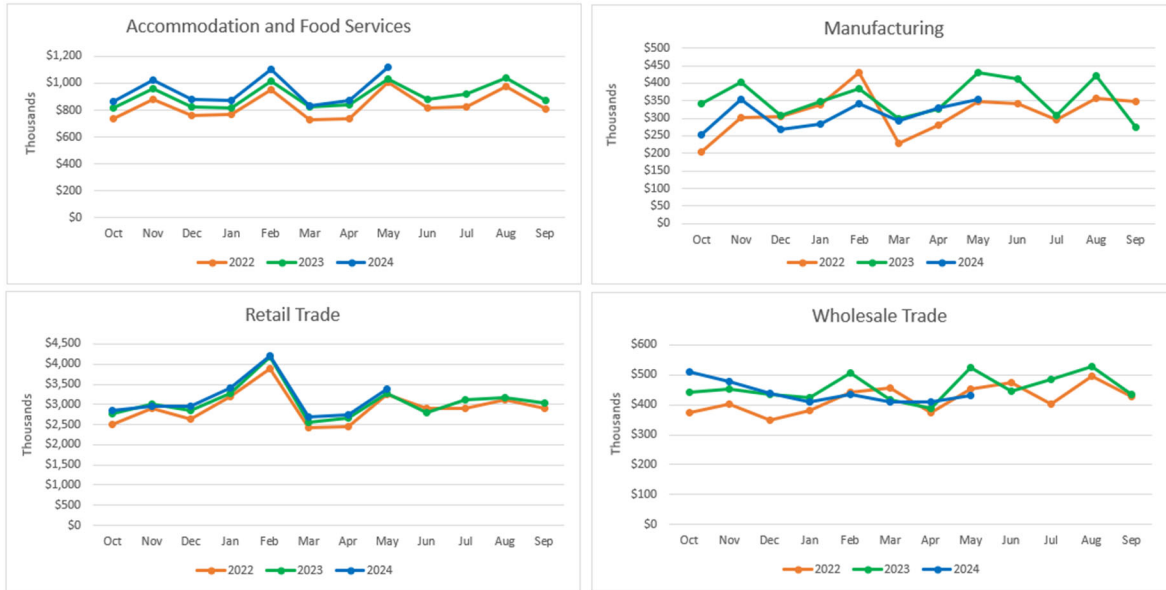 Accommodation and Food Services
Thousands
$1,200
$1,000
$800
$600
$400
$200
$0
Oct Nov Dec Jan Feb Mar Apr May Jun Jul Aug Sep
2022 2023 2024
Manufacturing
Thousands
$500
$450
$400
$350
$300
$250
$200
$150
$100
$50
$0
Oct Nov Dec Jan Feb Mar Apr May Jun Jul Aug Sep
2022 2023 2024
Retail Trade
Thousands
$4,500
$4,000
$3,500
$3,000
$2,500
$2,000
$1,500
$1,000
$500
$0
Oct Nov Dec Jan Feb Mar Apr May Jun Jul Aug Sep
2022 2023 2024
Wholesale Trade
Thousands
$600
$500
$400
$300
$200
$100
$0
Oct Nov Dec Jan Feb Mar Apr May Jun Jul Aug Sep
2022 2023 2024